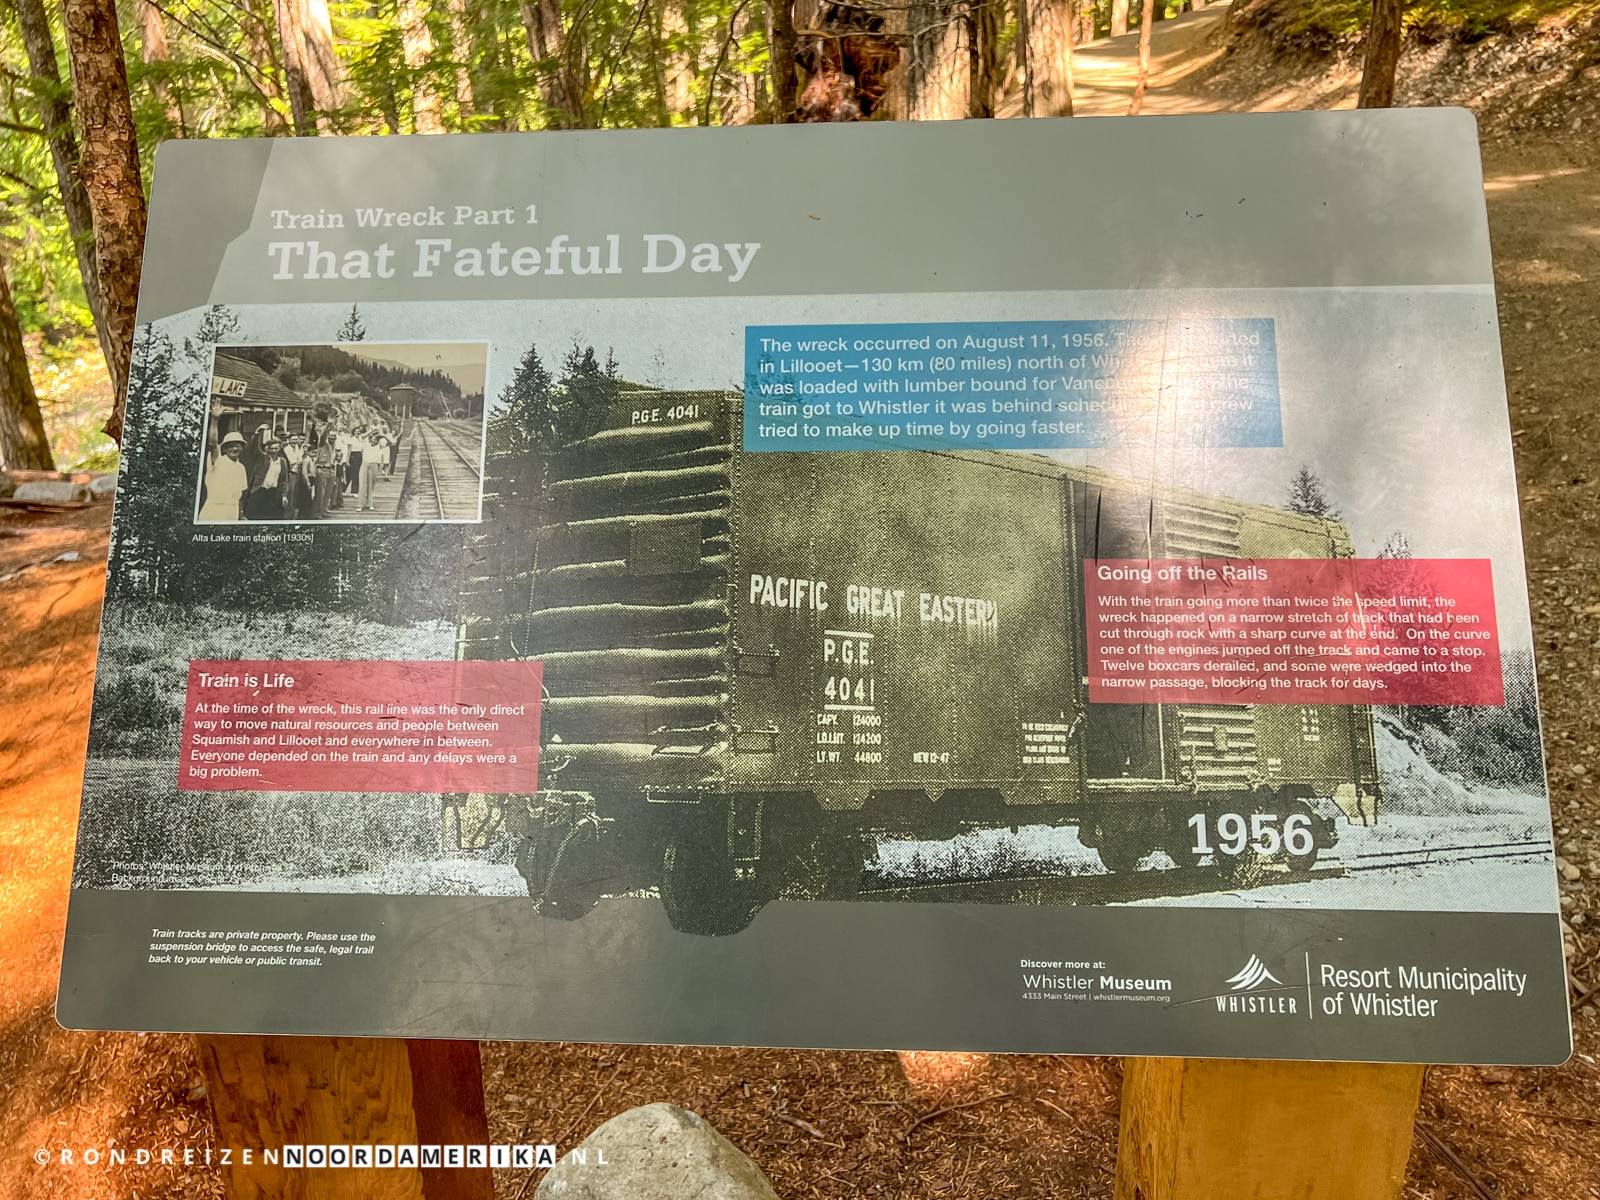 Train Wreck Part 1
That Fateful Day
LAKE
Alta Lake train station [1930s]
The wreck occurred on August 11, 1956.
in Lillooet—130 km (80 miles) north of it
was loaded with lumber bound for the
train got to Whistler it was behind crew
tried to make up time by going faster.
P.G.E. 4041
PACIFIC GREAT EASTERN
P.G.E.
4041
CAPY. 124000
LD.LMT. 124200
LT.WT. 44800
NEW 12-47
Going off the Rails
With the train going more than twice the speed limit, the
wreck happened on a narrow stretch of track that had been
cut through rock with a sharp curve at the end. On the curve
one of the engines jumped off the track and came to a stop.
Twelve boxcars derailed, and some were wedged into the
narrow passage, blocking the track for days.
Train is Life
At the time of the wreck, this rail line was the only direct
way to move natural resources and people between
Squamish and Lillooet and everywhere in between.
Everyone depended on the train and any delays were a
big problem.
1956
Photos: Whistler Museum and
Background image:
Train tracks are private property. Please use the
suspension bridge to access the safe, legal trail
back to your vehicle or public transit.
Discover more at:
Whistler Museum
4333 Main Street | whistlermuseum.org
WHISTLER
Resort Municipality
of Whistler
©RONDREIZENNOORDAMERIKA.NL